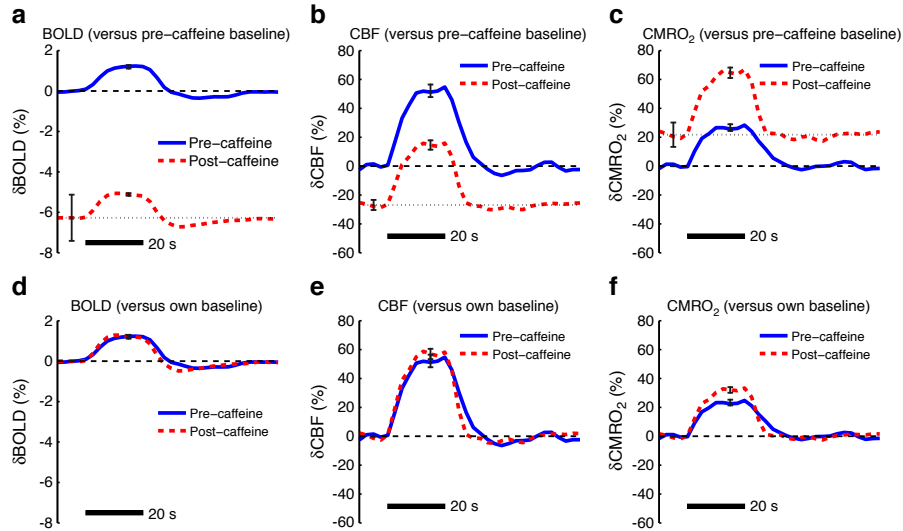 a
BOLD (versus pre−caffeine baseline)
2
0
−2
−4
−6
−8
δBOLD (%)
Pre−caffeine
Post−caffeine
20 s
b
CBF (versus pre−caffeine baseline)
80
60
40
20
0
−20
−40
−60
δCBF (%)
Pre−caffeine
Post−caffeine
20 s
c
CMRO₂ (versus pre−caffeine baseline)
80
60
40
20
0
−20
−40
−60
δCMRO₂ (%)
Pre−caffeine
Post−caffeine
20 s
d
BOLD (versus own baseline)
2
0
−2
−4
−6
−8
δBOLD (%)
Pre−caffeine
Post−caffeine
20 s
e
CBF (versus own baseline)
80
60
40
20
0
−20
−40
−60
δCBF (%)
Pre−caffeine
Post−caffeine
20 s
f
CMRO₂ (versus own baseline)
80
60
40
20
0
−20
−40
−60
δCMRO₂ (%)
Pre−caffeine
Post−caffeine
20 s